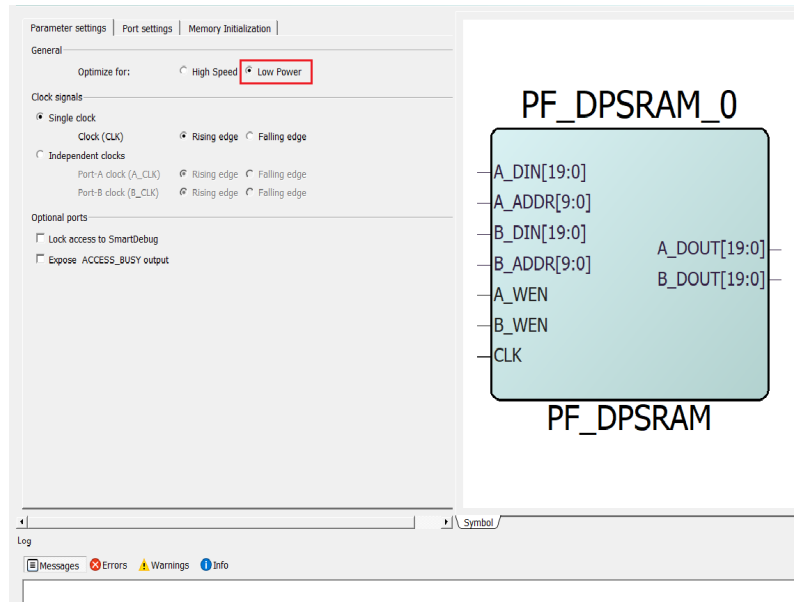 Parameter settings Port settings Memory Initialization
General
Optimize for: High Speed Low Power
Clock signals
Single clock
Clock (CLK) Rising edge Falling edge
Independent clocks
Port-A clock (A_CLK) Rising edge Falling edge
Port-B clock (B_CLK) Rising edge Falling edge
Optional ports
Lock access to SmartDebug
Expose ACCESS_BUSY output
PF_DPSRAM_0
A_DIN[19:0]
A_ADDR[9:0]
B_DIN[19:0]
B_ADDR[9:0]
A_WEN
B_WEN
CLK
A_DOUT[19:0]
B_DOUT[19:0]
PF_DPSRAM
Symbol
Log
Messages Errors Warnings Info